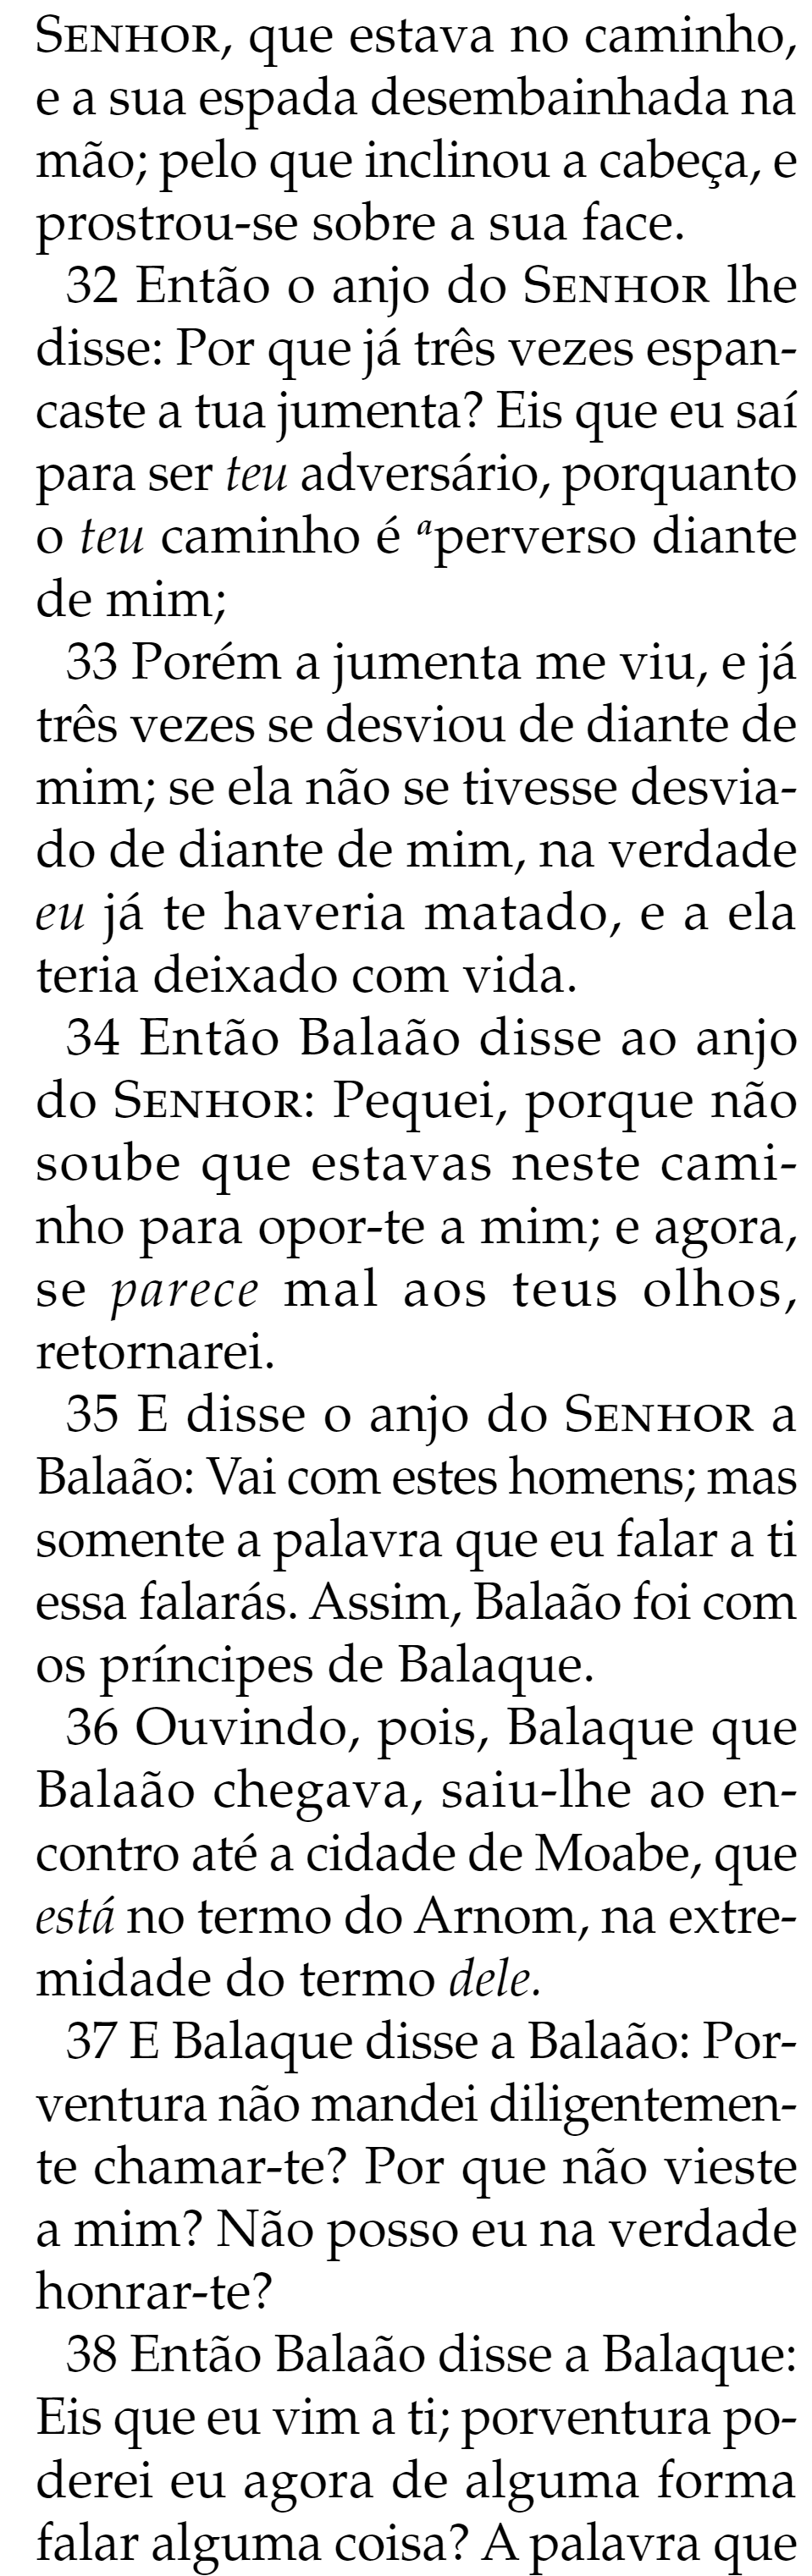 SENHOR, que estava no caminho,
e a sua espada desembainhada na
mão; pelo que inclinou a cabeça, e
prostrou-se sobre a sua face.
32 Então o anjo do SENHOR lhe
disse: Por que já três vezes espan-
caste a tua jumenta? Eis que eu saí
para ser teu adversário, porquanto
o teu caminho é ᵃperverso diante
de mim;
33 Porém a jumenta me viu, e já
três vezes se desviou de diante de
mim; se ela não se tivesse desvia-
do de diante de mim, na verdade
eu já te haveria matado, e a ela
teria deixado com vida.
34 Então Balaão disse ao anjo
do SENHOR: Pequei, porque não
soube que estavas neste cami-
nho para opor-te a mim; e agora,
se parece mal aos teus olhos,
retornarei.
35 E disse o anjo do SENHOR a
Balaão: Vai com estes homens; mas
somente a palavra que eu falar a ti
essa falarás. Assim, Balaão foi com
os príncipes de Balaque.
36 Ouvindo, pois, Balaque que
Balaão chegava, saiu-lhe ao en-
contro até a cidade de Moabe, que
está no termo do Arnom, na extre-
midade do termo dele.
37 E Balaque disse a Balaão: Por-
ventura não mandei diligentemen-
te chamar-te? Por que não vieste
a mim? Não posso eu na verdade
honrar-te?
38 Então Balaão disse a Balaque:
Eis que eu vim a ti; porventura po-
derei eu agora de alguma forma
falar alguma coisa? A palavra que